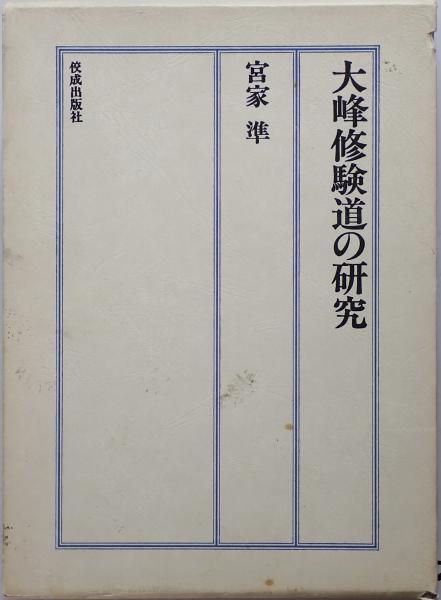 大峰修験道の研究
宮家 準
佼成出版社